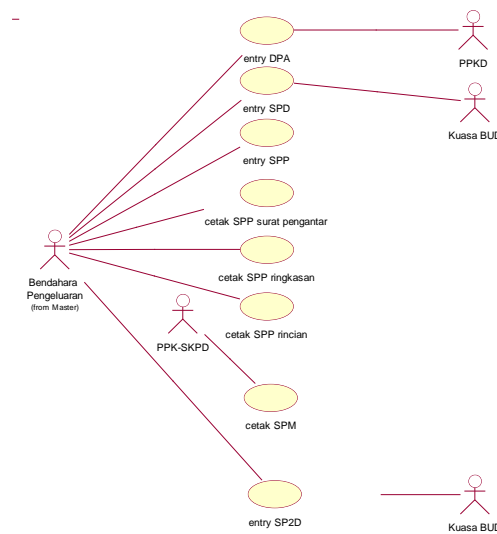 entry DPA
PPKD
entry SPD
Kuasa BUD
entry SPP
cetak SPP surat pengantar
cetak SPP ringkasan
Bendahara
Pengeluaran
(from Master)
cetak SPP rincian
PPK-SKPD
cetak SPM
entry SP2D
Kuasa BUD